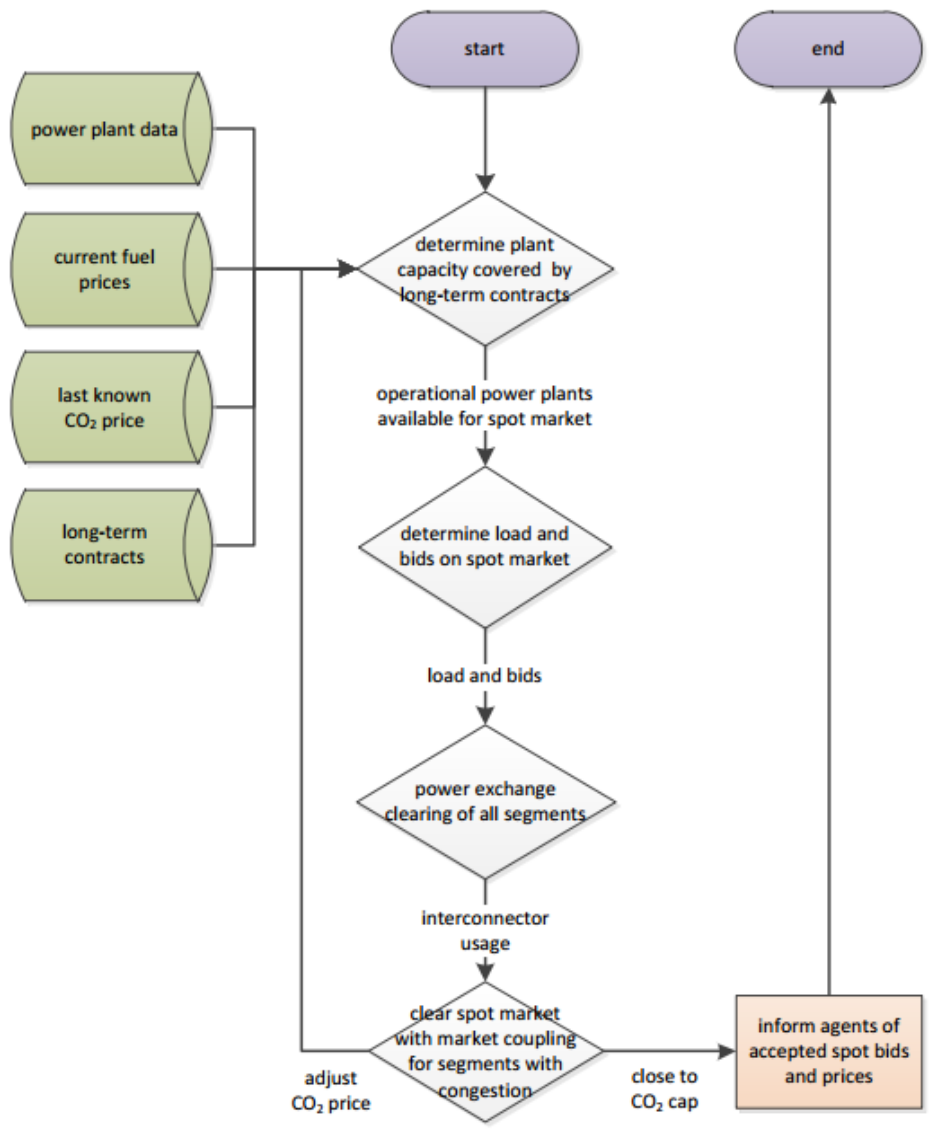 start
end
power plant data
current fuel
prices
last known
CO₂ price
long-term
contracts
determine plant
capacity covered by
long-term contracts
operational power plants
available for spot market
determine load and
bids on spot market
load and bids
power exchange
clearing of all segments
interconnector
usage
clear spot market
with market coupling
for segments with
congestion
adjust
CO₂ price
close to
CO₂ cap
inform agents of
accepted spot bids
and prices